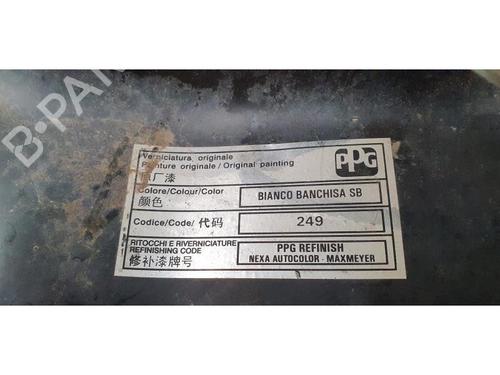 B-PARTS
Verniciatura originale
Peinture originale / Original painting
原厂漆
PPG
Colore/Colour/Color
颜色
BIANCO BANCHISA SB
Codice/Code/ 代码
249
RITOCCHI E RIVERNICIATURE
REFINISHING CODE
修补漆牌号
PPG REFINISH
NEXA AUTOCOLOR - MAXMEYER